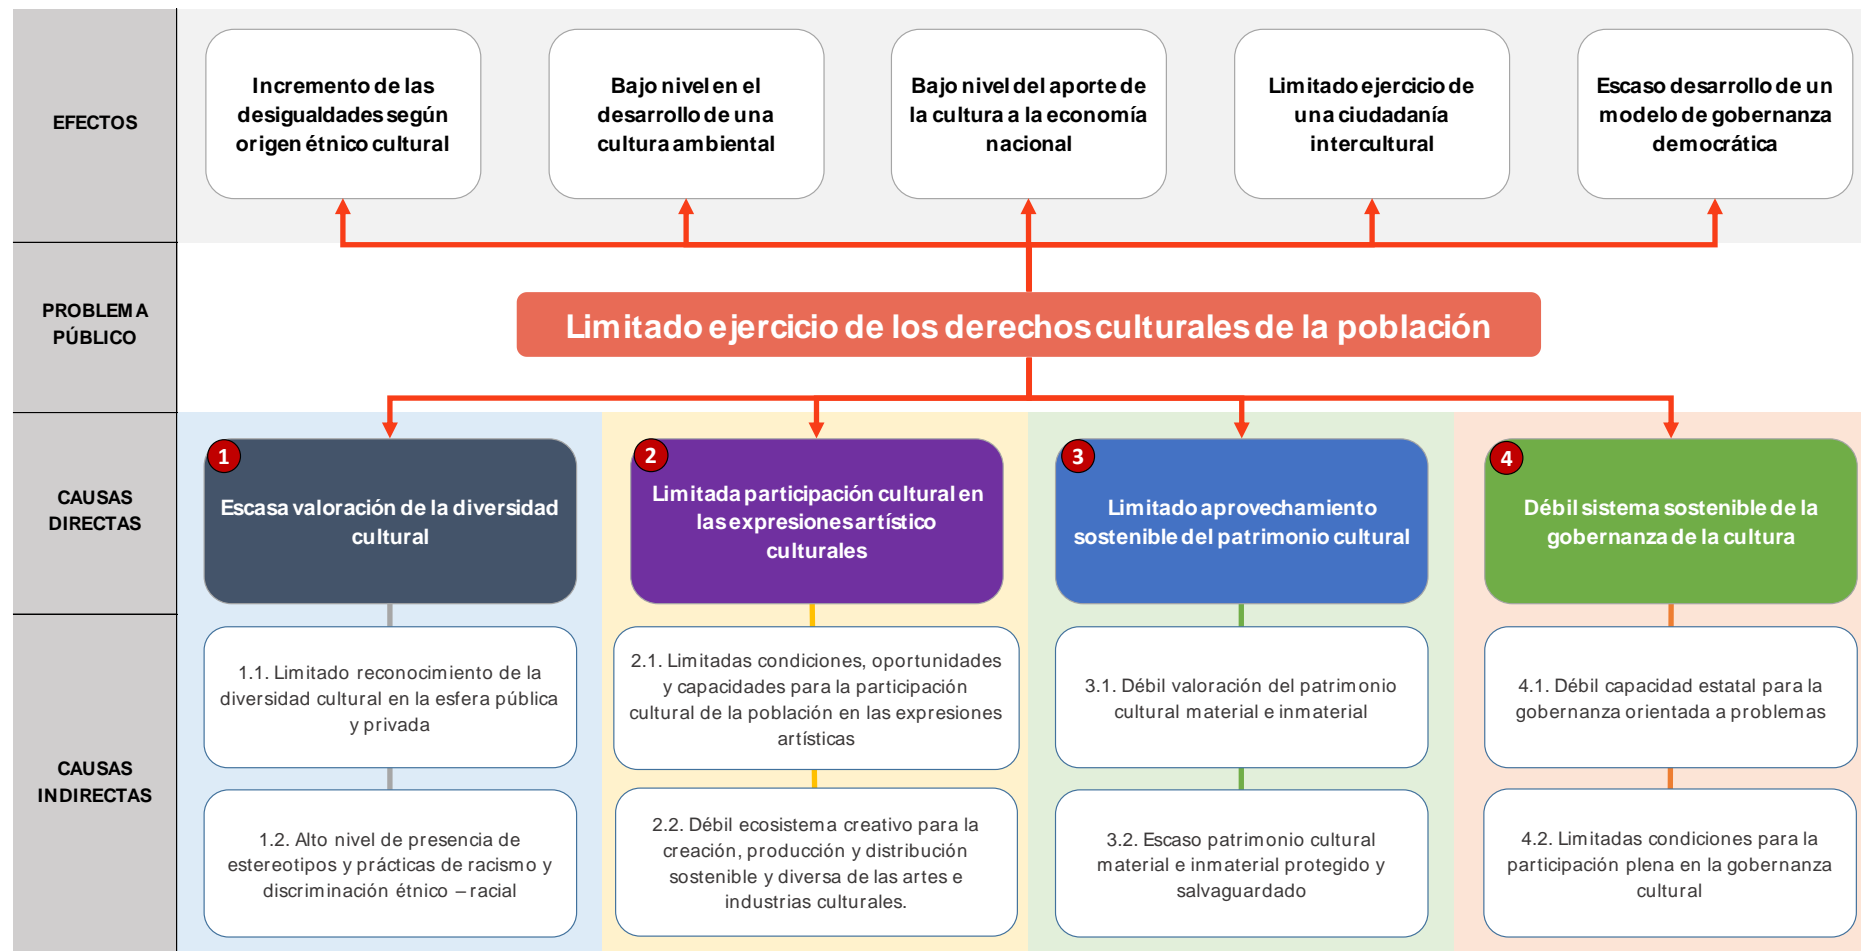 EFECTOS
Incremento de las
desigualdades según
origen étnico cultural
Bajo nivel en el
desarrollo de una
cultura ambiental
Bajo nivel del aporte de
la cultura a la economía
nacional
Limitado ejercicio de
una ciudadanía
intercultural
Escaso desarrollo de un
modelo de gobernanza
democrática
PROBLEMA
PÚBLICO
Limitado ejercicio de los derechos culturales de la población
CAUSAS
DIRECTAS
1
Escasa valoración de la diversidad
cultural
2
Limitada participación cultural en
las expresiones artístico
culturales
3
Limitado aprovechamiento
sostenible del patrimonio cultural
4
Débil sistema sostenible de la
gobernanza de la cultura
CAUSAS
INDIRECTAS
1.1. Limitado reconocimiento de la
diversidad cultural en la esfera pública
y privada
2.1. Limitadas condiciones, oportunidades
y capacidades para la participación
cultural de la población en las expresiones
artísticas
3.1. Débil valoración del patrimonio
cultural material e inmaterial
4.1. Débil capacidad estatal para la
gobernanza orientada a problemas
1.2. Alto nivel de presencia de
estereotipos y prácticas de racismo y
discriminación étnico – racial
2.2. Débil ecosistema creativo para la
creación, producción y distribución
sostenible y diversa de las artes e
industrias culturales.
3.2. Escaso patrimonio cultural
material e inmaterial protegido y
salvaguardado
4.2. Limitadas condiciones para la
participación plena en la gobernanza
cultural